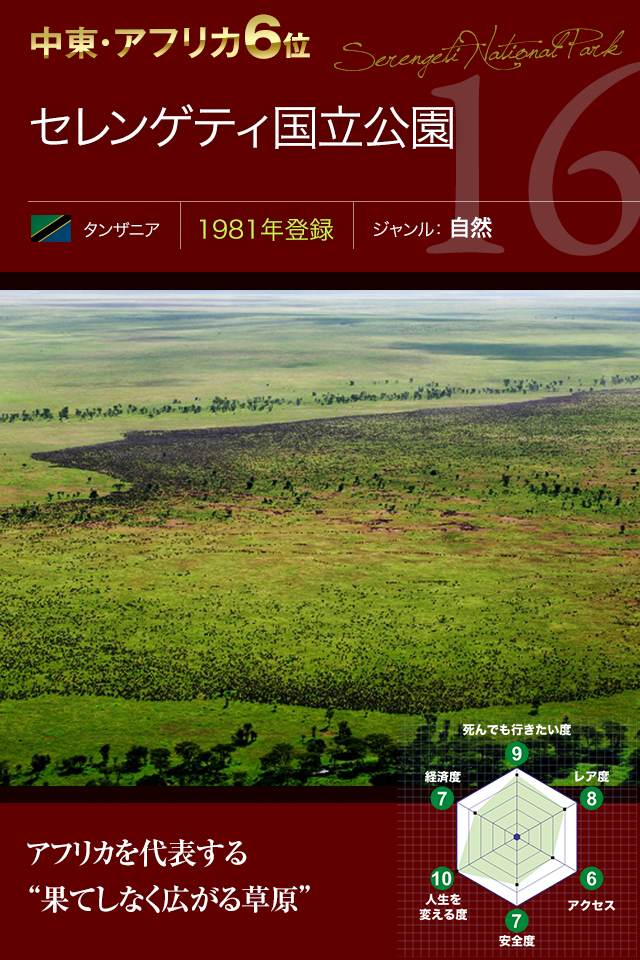 中東・アフリカ6位
Serengeti National Park
16
セレンゲティ国立公園
タンザニア
1981年登録
ジャンル：自然
死んでも行きたい度
9
経済度
7
レア度
8
10
人生を
変える度
6
アクセス
7
安全度
アフリカを代表する
“果てしなく広がる草原”